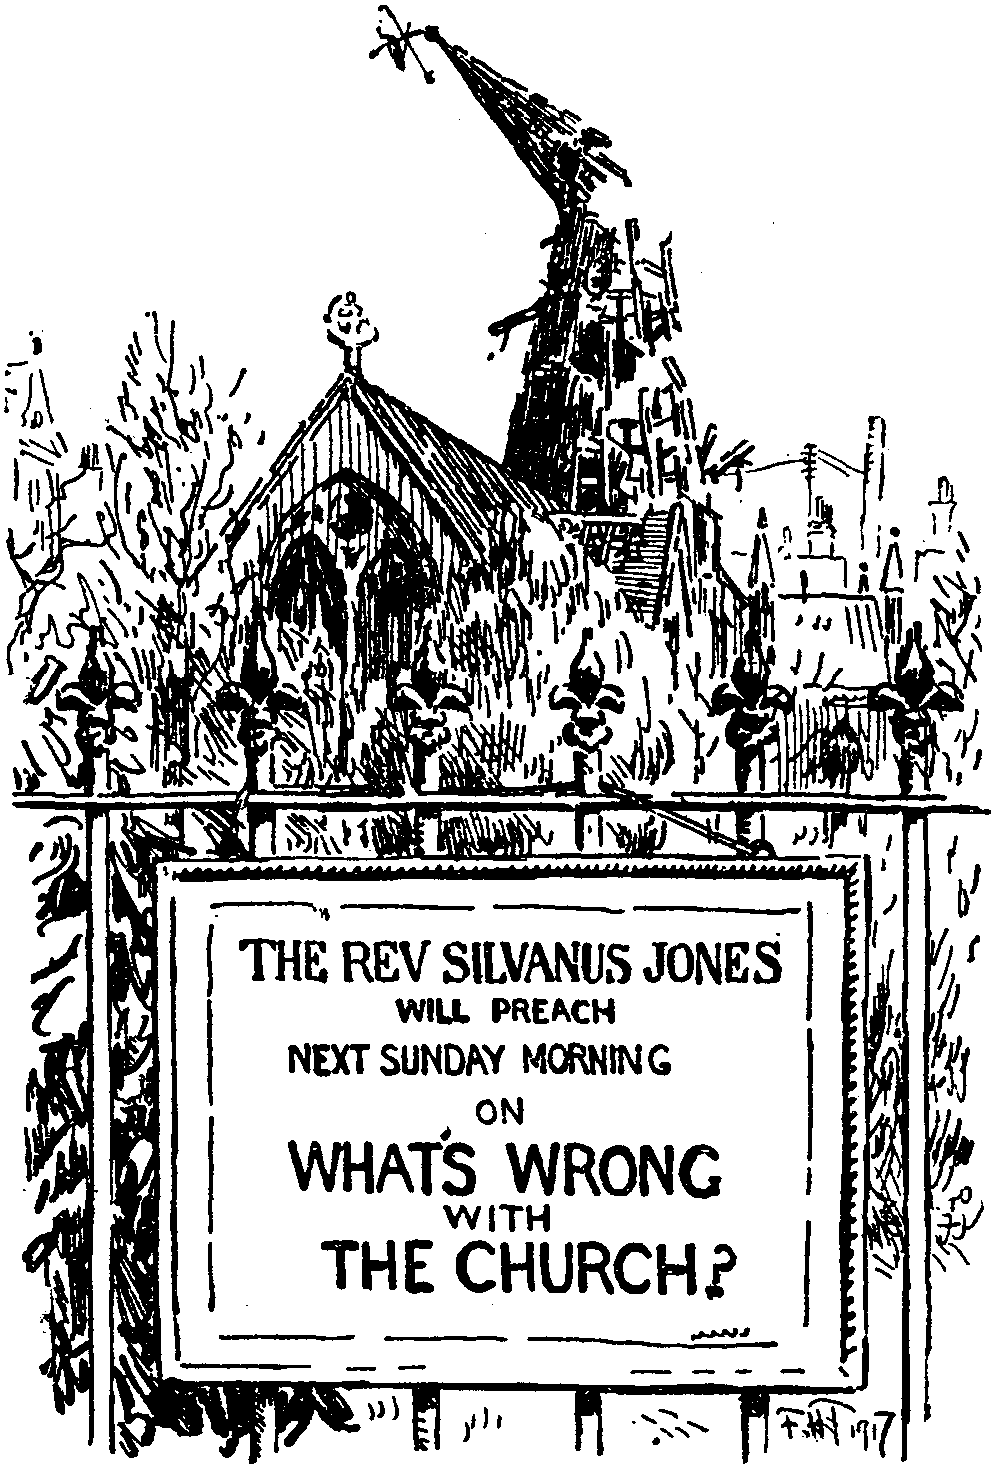 THE REV SILVANUS JONES
WILL PREACH
NEXT SUNDAY MORNING
ON
WHAT'S WRONG
WITH
THE CHURCH?